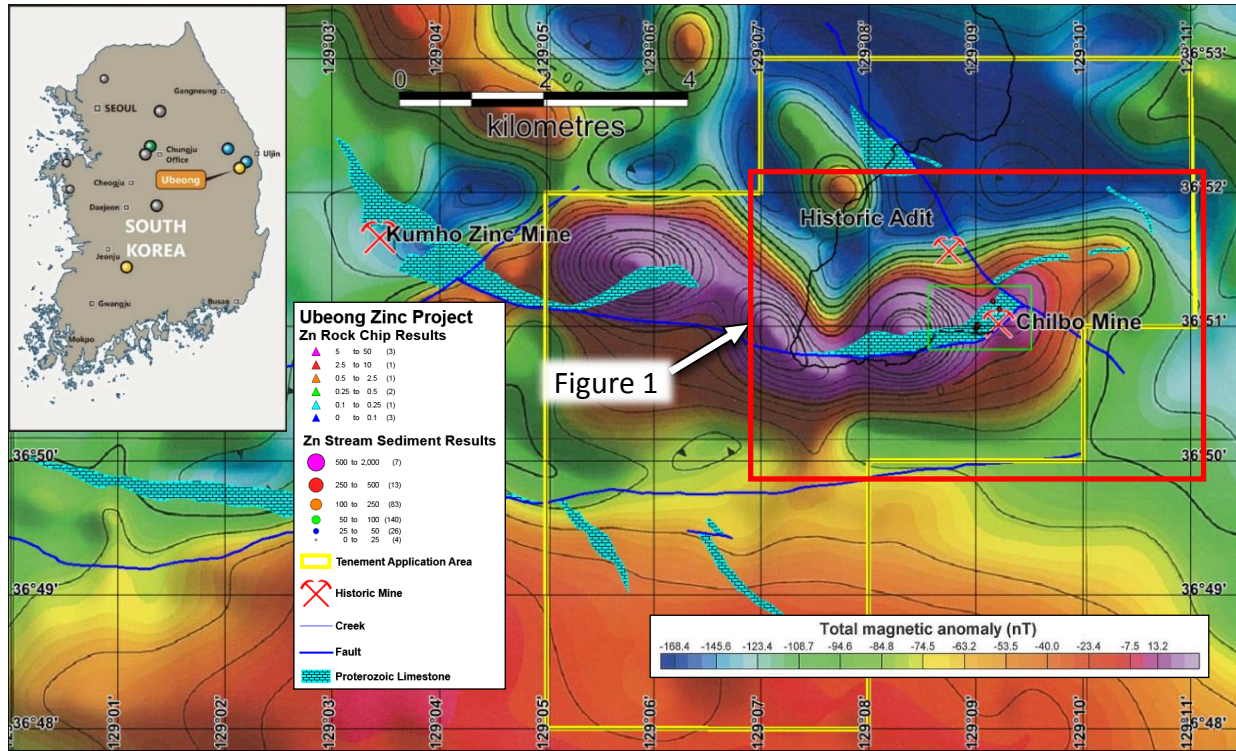 SEOUL
Gangneung
Chungju
Office
Uljin
Ubeong
Cheogju
Daejeon
SOUTH
KOREA
Jeonju
Gwangju
Busan
Mokpo
129°03'
129°04'
129°05'
129°06'
129°07'
129°08'
129°09'
129°10'
129°11'
36°53'
0 2 4
kilometres
36°52'
Historic Adit
Kumho Zinc Mine
36°51'
Chilbo Mine
Figure 1
Ubeong Zinc Project
Zn Rock Chip Results
5 to 50 (3)
2.5 to 10 (1)
0.5 to 2.5 (1)
0.25 to 0.5 (2)
0.1 to 0.25 (1)
0 to 0.1 (3)
Zn Stream Sediment Results
500 to 2,000 (7)
250 to 500 (13)
100 to 250 (83)
50 to 100 (140)
25 to 50 (26)
0 to 25 (4)
Tenement Application Area
Historic Mine
Creek
Fault
Proterozoic Limestone
36°50'
36°50'
36°49'
36°49'
Total magnetic anomaly (nT)
-168.4 -145.6 -123.4 -108.7 -94.6 -84.8 -74.5 -63.2 -53.5 -40.0 -23.4 -7.5 13.2
36°48'
36°48'
129°01'
129°02'
129°03'
129°04'
129°05'
129°06'
129°07'
129°08'
129°09'
129°10'
129°11'